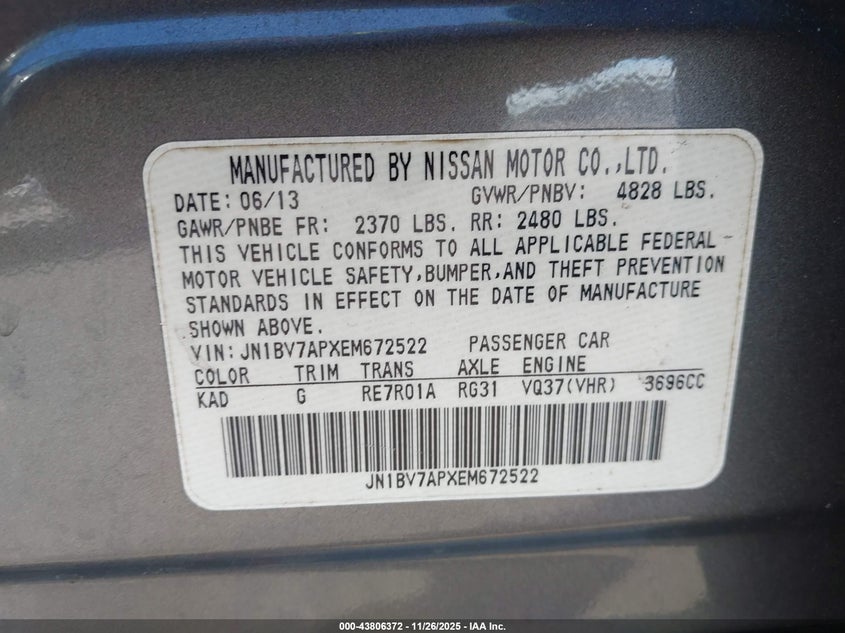 MANUFACTURED BY NISSAN MOTOR CO.,LTD.
DATE: 06/13 GVWR/PNBV: 4828 LBS.
GAWR/PNBE FR: 2370 LBS. RR: 2480 LBS.
THIS VEHICLE CONFORMS TO ALL APPLICABLE FEDERAL
MOTOR VEHICLE SAFETY,BUMPER,AND THEFT PREVENTION
STANDARDS IN EFFECT ON THE DATE OF MANUFACTURE
SHOWN ABOVE.
VIN: JN1BV7APXEM672522 PASSENGER CAR
COLOR TRIM TRANS AXLE ENGINE
KAD G RE7R01A RG31 VQ37(VHR) 3696CC
JN1BV7APXEM672522
000-43806372 - 11/26/2025 - IAA Inc.